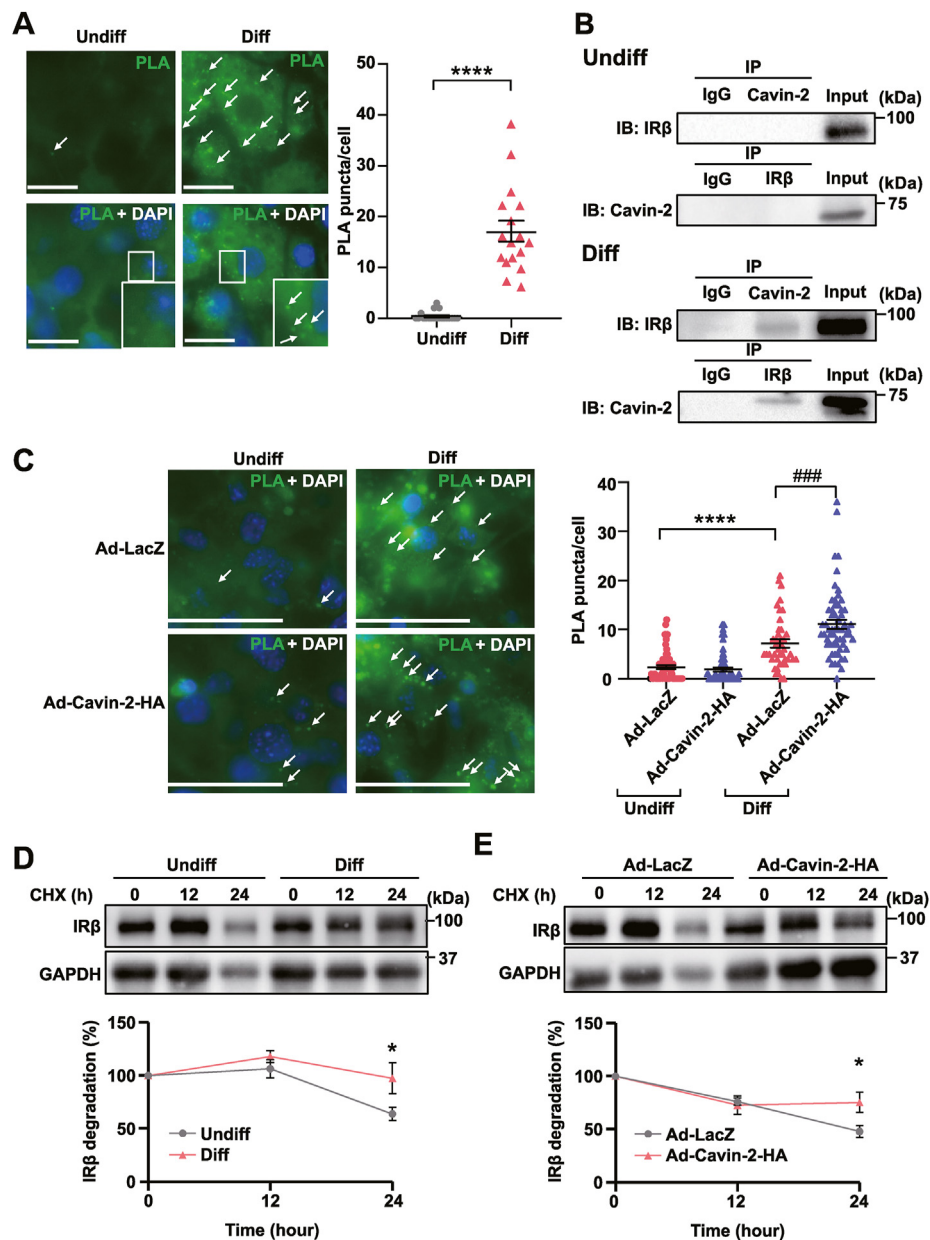 A
Undiff
Diff
PLA
PLA
PLA + DAPI
PLA + DAPI
PLA puncta/cell
50
40
30
20
10
0
****
Undiff
Diff
B
Undiff
IP
IgG Cavin-2 Input (kDa)
IB: IRβ
100
IP
IgG IRβ Input
IB: Cavin-2
75
Diff
IP
IgG Cavin-2 Input (kDa)
IB: IRβ
100
IP
IgG IRβ Input (kDa)
IB: Cavin-2
75
C
Undiff
Diff
Ad-LacZ
PLA + DAPI
PLA + DAPI
Ad-Cavin-2-HA
PLA + DAPI
PLA + DAPI
PLA puncta/cell
40
30
20
10
0
****
###
Ad-LacZ
Ad-Cavin-2-HA
Ad-LacZ
Ad-Cavin-2-HA
Undiff
Diff
D
Undiff
Diff
CHX (h) 0 12 24 0 12 24 (kDa)
IRβ
100
GAPDH
37
IRβ degradation (%)
150
100
50
0
*
Undiff
Diff
0 12 24
Time (hour)
E
Ad-LacZ
Ad-Cavin-2-HA
CHX (h) 0 12 24 0 12 24 (kDa)
IRβ
100
GAPDH
37
IRβ degradation (%)
150
100
50
0
*
Ad-LacZ
Ad-Cavin-2-HA
0 12 24
Time (hour)